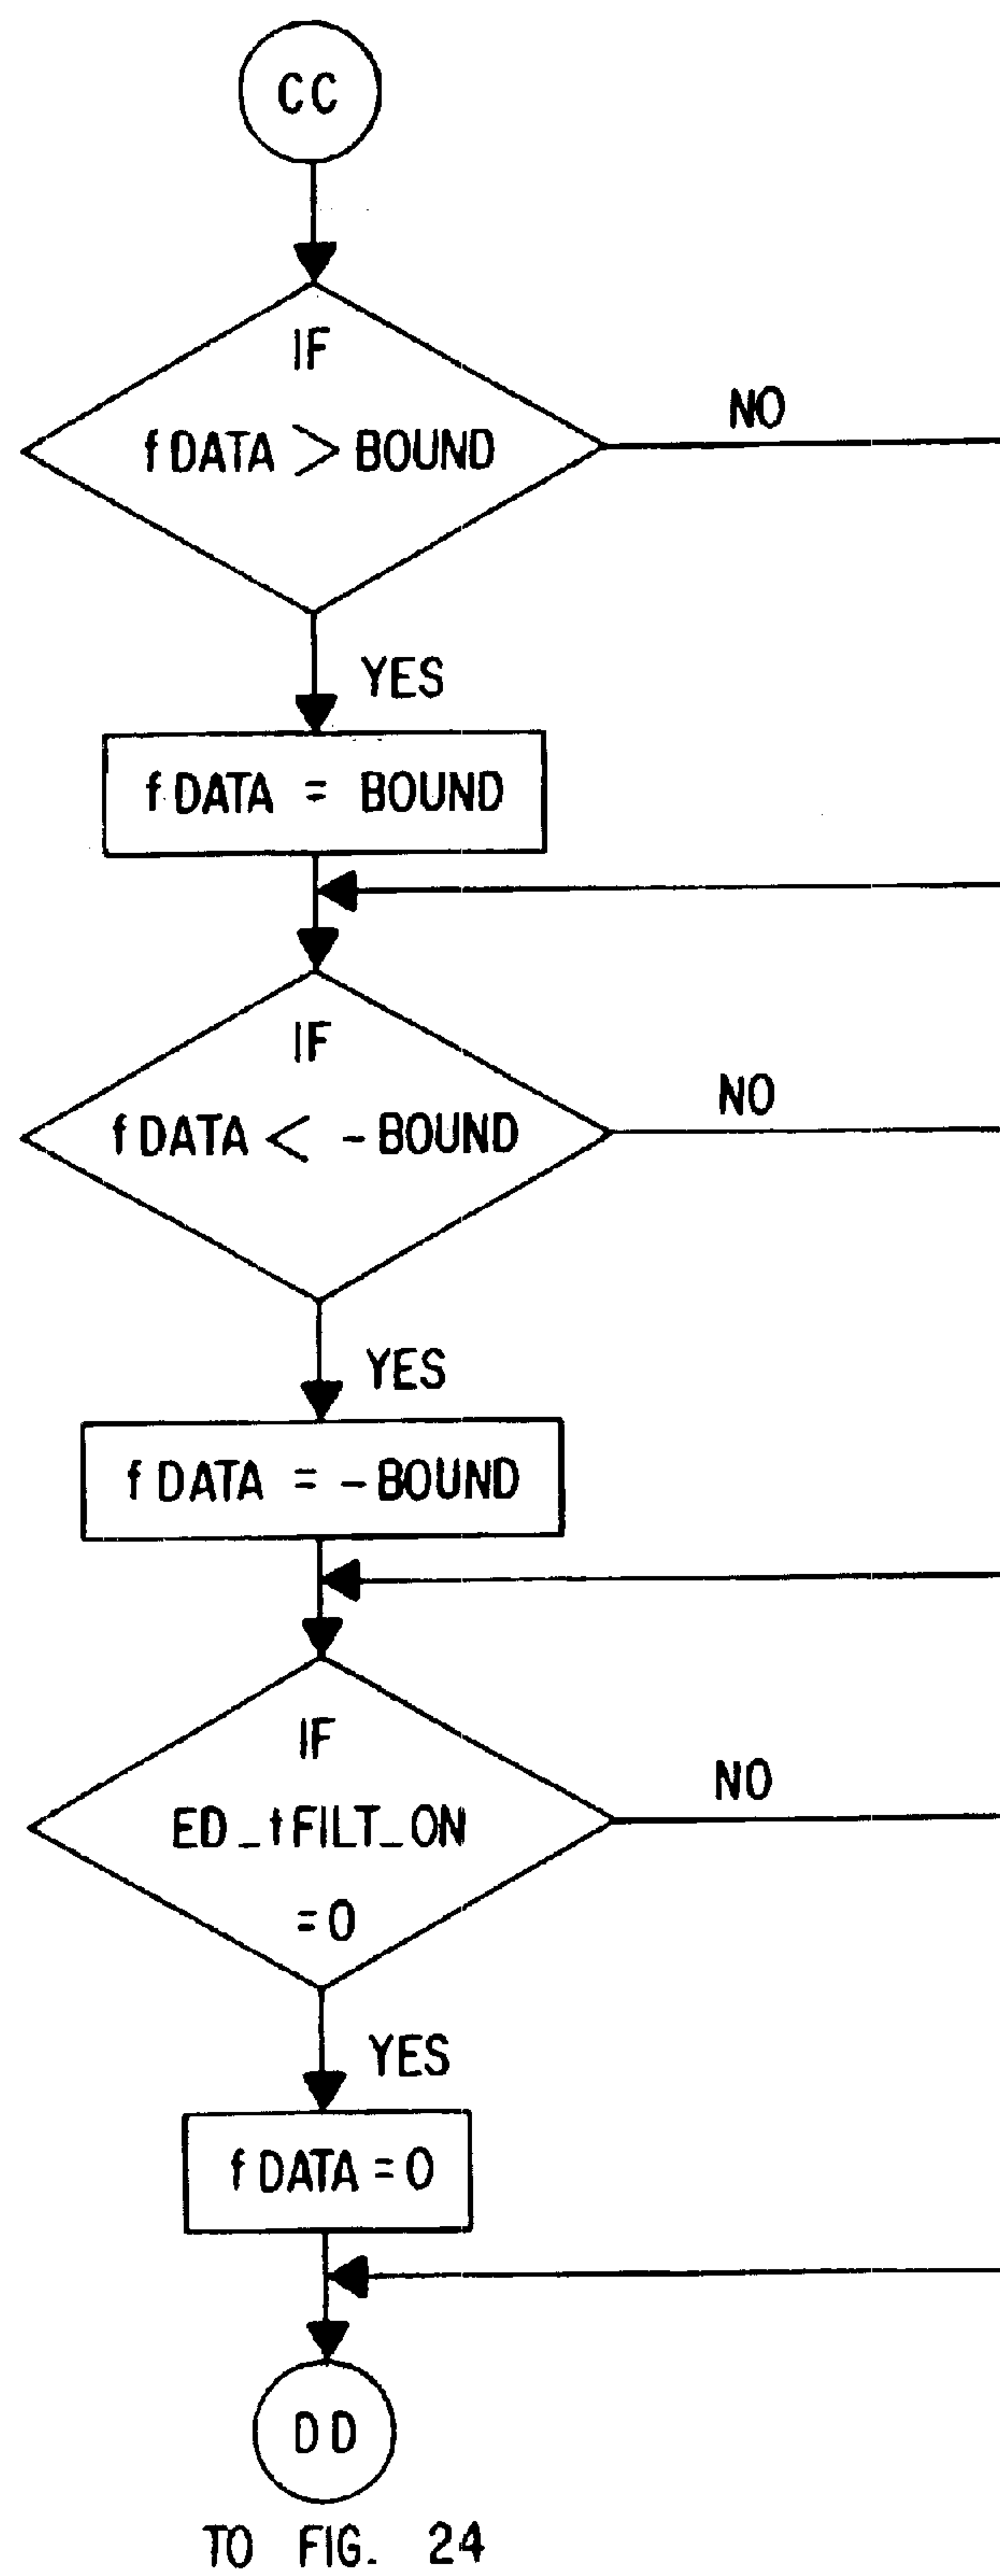 CC
IF
f DATA > BOUND
NO
YES
f DATA = BOUND
IF
f DATA < -BOUND
NO
YES
f DATA = -BOUND
IF
ED_tFILT_ON
=0
NO
YES
f DATA =0
DD
TO FIG. 24